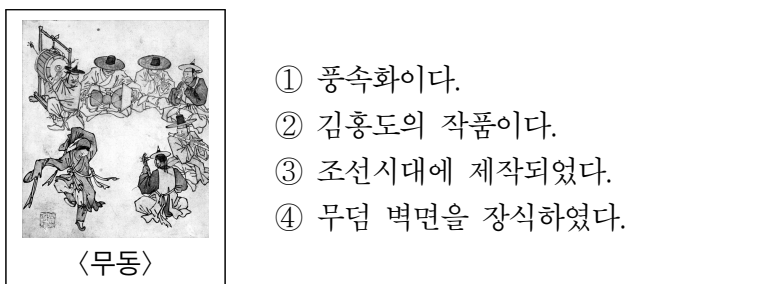 ① 풍속화이다.
② 김홍도의 작품이다.
③ 조선시대에 제작되었다.
④ 무덤 벽면을 장식하였다.
〈무동〉